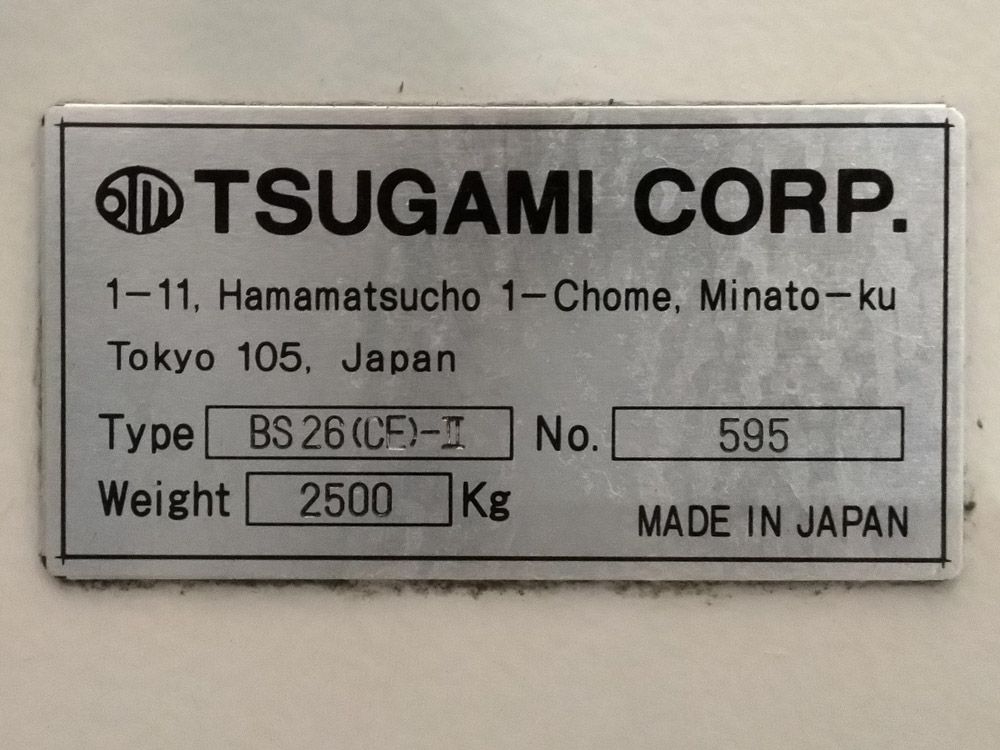 TSUGAMI CORP.
1-11, Hamamatsucho 1-Chome, Minato-ku
Tokyo 105, Japan
Type BS26(CE)-II No. 595
Weight 2500 Kg
MADE IN JAPAN